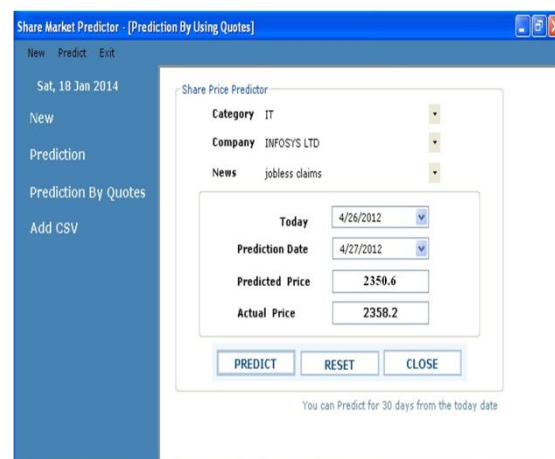 Share Market Predictor - [Prediction By Using Quotes]
New Predict Exit
Sat, 18 Jan 2014
New
Prediction
Prediction By Quotes
Add CSV
Share Price Predictor
Category IT
Company INFOSYS LTD
News jobless claims
Today 4/26/2012
Prediction Date 4/27/2012
Predicted Price 2350.6
Actual Price 2358.2
PREDICT RESET CLOSE
You can Predict for 30 days from the today date